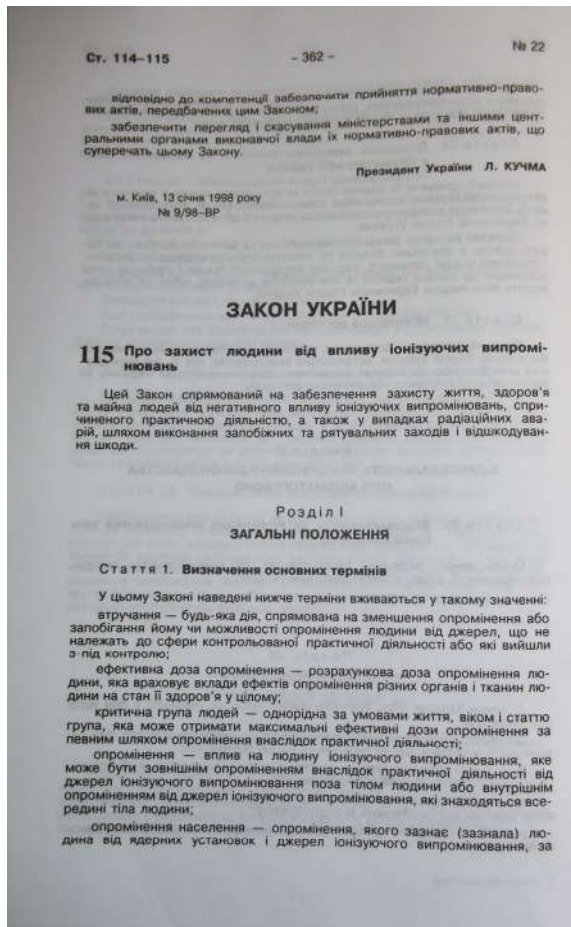 Ст. 114–115
– 362 –
№ 22
відповідно до компетенції забезпечити прийняття нормативно-право-
вих актів, передбачених цим Законом;
забезпечити перегляд і скасування міністерствами та іншими цент-
ральними органами виконавчої влади їх нормативно-правових актів, що
суперечать цьому Закону.
Президент України Л. КУЧМА
м. Київ, 13 січня 1998 року
№ 9/98–ВР
ЗАКОН УКРАЇНИ
115 Про захист людини від впливу іонізуючих випромі-
нювань
Цей Закон спрямований на забезпечення захисту життя, здоров'я
та майна людей від негативного впливу іонізуючих випромінювань, спри-
чиненого практичною діяльністю, а також у випадках радіаційних ава-
рій, шляхом виконання запобіжних та рятувальних заходів і відшкодуван-
ня шкоди.
Розділ I
ЗАГАЛЬНІ ПОЛОЖЕННЯ
Стаття 1. Визначення основних термінів
У цьому Законі наведені нижче терміни вживаються у такому значенні:
втручання — будь-яка дія, спрямована на зменшення опромінення або
запобігання йому чи можливості опромінення людини від джерел, що не
належать до сфери контрольованої практичної діяльності або які вийшли
з-під контролю;
ефективна доза опромінення — розрахункова доза опромінення лю-
дини, яка враховує вклади ефектів опромінення різних органів і тканин лю-
дини на стан її здоров'я у цілому;
критична група людей — однорідна за умовами життя, віком і статтю
група, яка може отримати максимальні ефективні дози опромінення за
певним шляхом опромінення внаслідок практичної діяльності;
опромінення — вплив на людину іонізуючого випромінювання, яке
може бути зовнішнім опроміненням внаслідок практичної діяльності від
джерел іонізуючого випромінювання поза тілом людини або внутрішнім
опроміненням від джерел іонізуючого випромінювання, які знаходяться все-
редині тіла людини;
опромінення населення — опромінення, якого зазнає (зазнала) лю-
дина від ядерних установок і джерел іонізуючого випромінювання, за